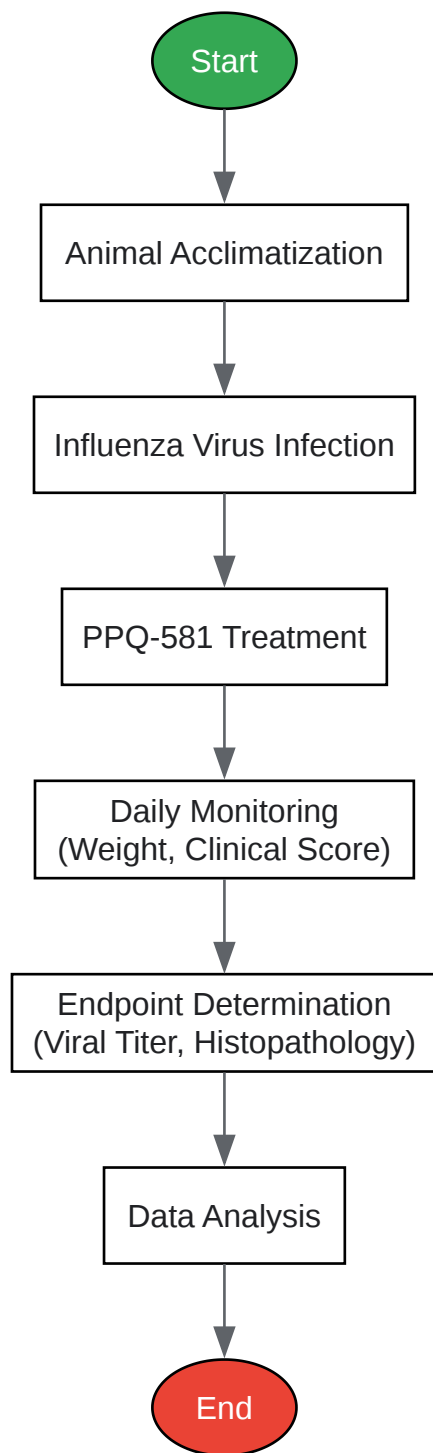 Start
Animal Acclimatization
Influenza Virus Infection
PPQ-581 Treatment
Daily Monitoring
(Weight, Clinical Score)
Endpoint Determination
(Viral Titer, Histopathology)
Data Analysis
End